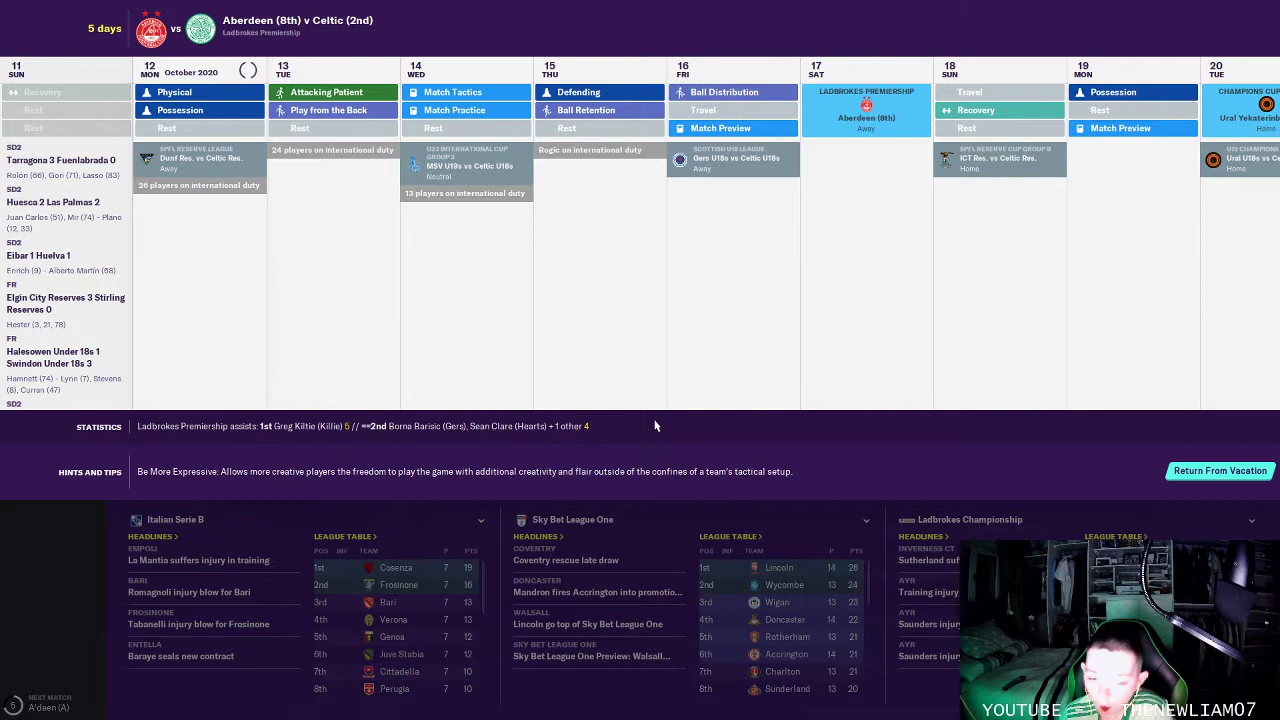 5 days
vs
Aberdeen (8th) v Celtic (2nd)
Ladbrokes Premiership
11
SUN
12
MON October 2020
13
TUE
14
WED
15
THU
16
FRI
17
SAT
18
SUN
19
MON
20
TUE
Recovery
Rest
Rest
Physical
Possession
Rest
Attacking Patient
Play from the Back
Rest
Match Tactics
Match Practice
Rest
Defending
Ball Retention
Rest
Ball Distribution
Travel
Match Preview
LADBROKES PREMIERSHIP
Aberdeen (8th)
Away
Travel
Recovery
Rest
Possession
Rest
Match Preview
CHAMPIONS CUP
Ural Yekaterinb
Home
SPFL RESERVE LEAGUE
Dunf Res. vs Celtic Res.
Away
26 players on international duty
24 players on international duty
U23 INTERNATIONAL CUP
GROUP 3
MSV U19s vs Celtic U18s
Neutral
13 players on international duty
Rogic on international duty
SCOTTISH U18 LEAGUE
Gers U18s vs Celtic U18s
Away
SPFL RESERVE CUP GROUP B
ICT Res. vs Celtic Res.
Home
U19 CHAMPIONS
Ural U18s vs Ce
Home
SD2
Tarragona 3 Fuenlabrada 0
Rolón (66), Gori (71), Lasso (83)
SD2
Huesca 2 Las Palmas 2
Juan Carlos (51), Mir (74) - Plano
(12, 33)
SD2
Eibar 1 Huelva 1
Enrich (9) - Alberto Martín (68)
FR
Elgin City Reserves 3 Stirling
Reserves 0
Hester (3, 21, 78)
FR
Halesowen Under 18s 1
Swindon Under 18s 3
Hamnett (74) - Lynn (7), Stevens
(8), Curran (47)
SD2
STATISTICS
Ladbrokes Premiership assists: 1st Greg Kiltie (Killie) 5 // ==2nd Borna Barisic (Gers), Sean Clare (Hearts) + 1 other 4
HINTS AND TIPS
Be More Expressive: Allows more creative players the freedom to play the game with additional creativity and flair outside of the confines of a team's tactical setup.
Return From Vacation
Italian Serie B
HEADLINES >
EMPOLI
La Mantia suffers injury in training
BARI
Romagnoli injury blow for Bari
FROSINONE
Tabanelli injury blow for Frosinone
ENTELLA
Baraye seals new contract
LEAGUE TABLE >
POS INF TEAM P PTS
1st Cosenza 7 19
2nd Frosinone 7 16
3rd Bari 7 13
4th Verona 7 13
5th Genoa 7 12
6th Juve Stabia 7 12
7th Cittadella 7 10
8th Perugia 7 10
Sky Bet League One
HEADLINES >
COVENTRY
Coventry rescue late draw
DONCASTER
Mandron fires Accrington into promotio...
WALSALL
Lincoln go top of Sky Bet League One
SKY BET LEAGUE ONE
Sky Bet League One Preview: Walsall...
LEAGUE TABLE >
POS INF TEAM P PTS
1st Lincoln 14 26
2nd Wycombe 13 24
3rd Wigan 13 23
4th Doncaster 14 22
5th Rotherham 13 21
6th Accrington 14 21
7th Charlton 13 21
8th Sunderland 13 20
Ladbrokes Championship
HEADLINES >
LEAGUE TABLE >
INVERNESS CT
Sutherland suf
AYR
Training injury
AYR
Saunders injury
AYR
Saunders injury
5
NEXT MATCH
A'deen (A)
YOUTUBE = THENEWLIAM07